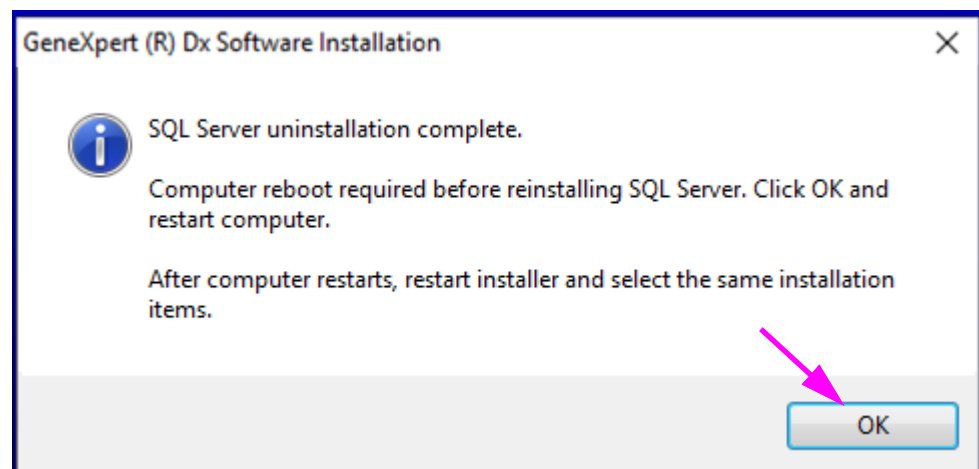 GeneXpert (R) Dx Software Installation
SQL Server uninstallation complete.
Computer reboot required before reinstalling SQL Server. Click OK and
restart computer.
After computer restarts, restart installer and select the same installation
items.
OK